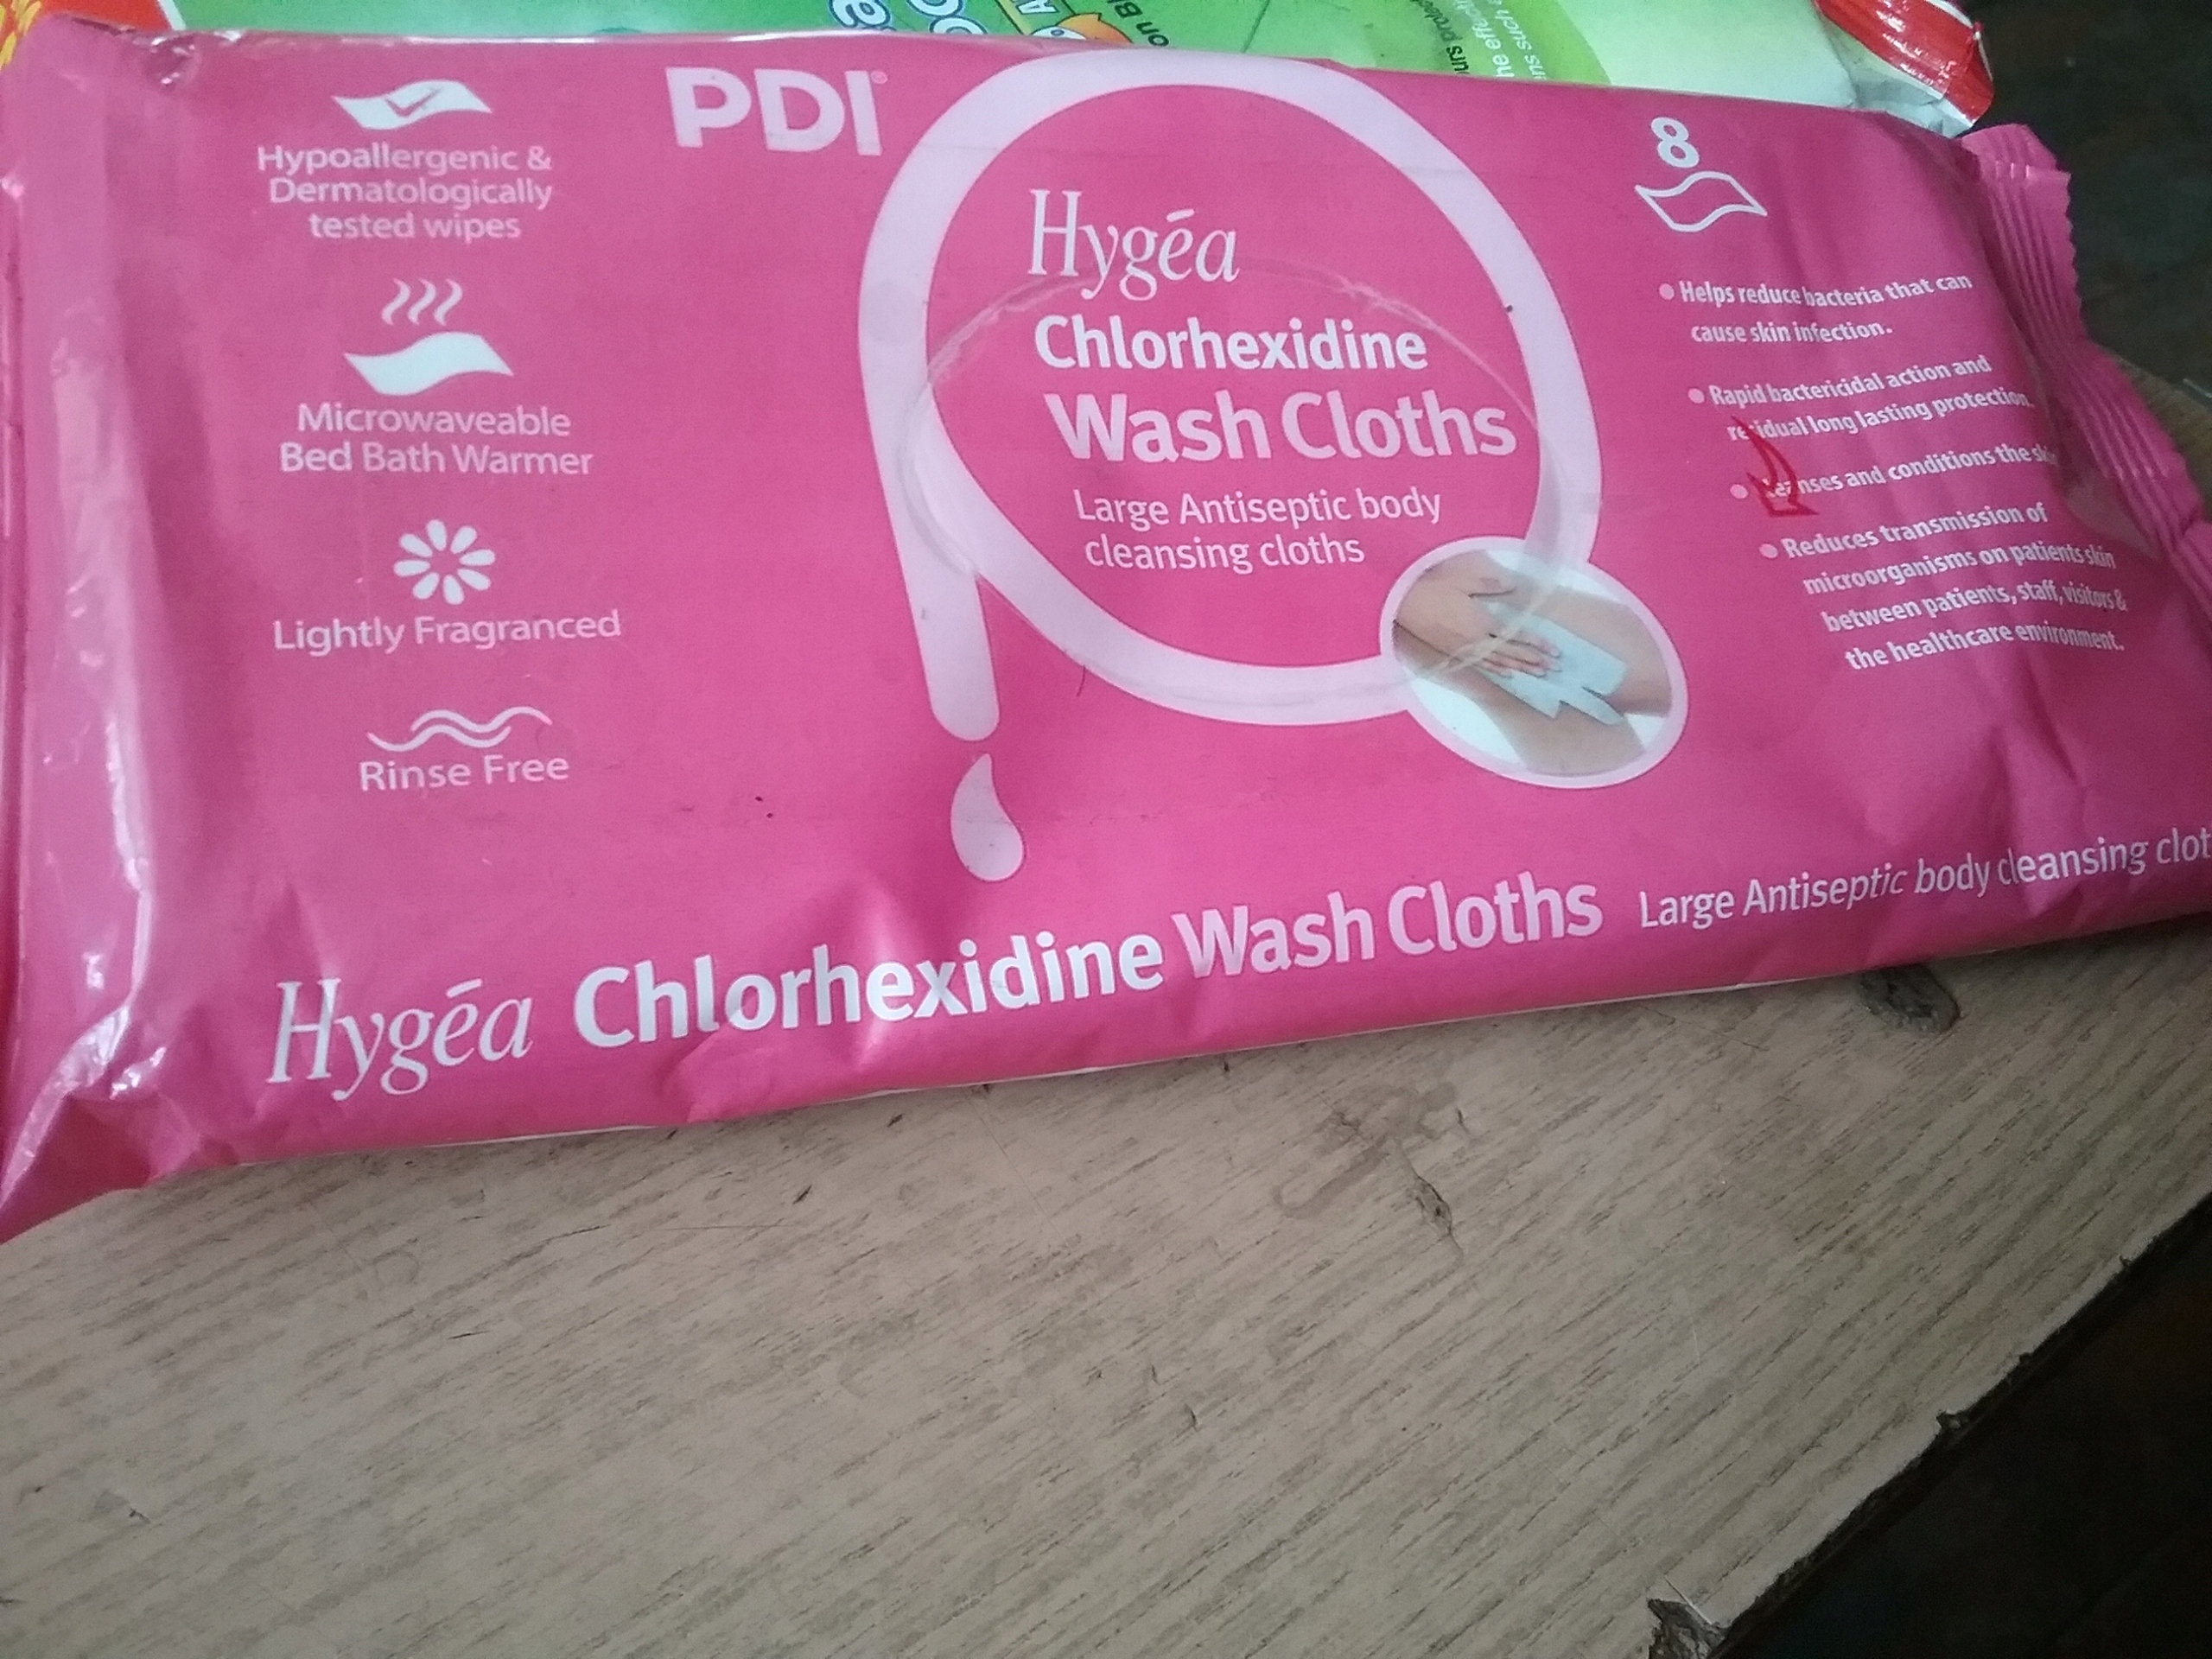 PDI®
Hypoallergenic &
Dermatologically
tested wipes
Microwaveable
Bed Bath Warmer
Lightly Fragranced
Rinse Free
Hygēa
Chlorhexidine
Wash Cloths
Large Antiseptic body
cleansing cloths
8
• Helps reduce bacteria that can
cause skin infection.
• Rapid bactericidal action and
residual long lasting protection.
• and conditions the
• Reduces transmission of
microorganisms on patients skin
between patients, staff, visitors &
the healthcare environment.
Hygēa Chlorhexidine Wash Cloths Large Antiseptic body cleansing clot